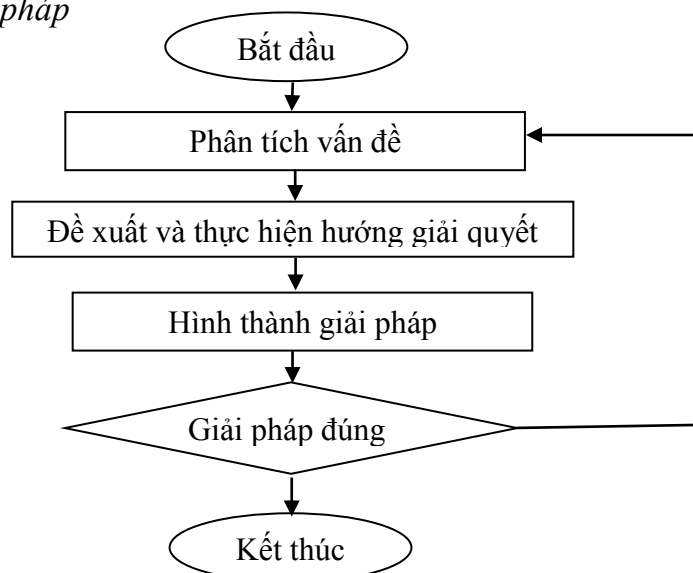 pháp
Bắt đầu
Phân tích vấn đề
Đề xuất và thực hiện hướng giải quyết
Hình thành giải pháp
Giải pháp đúng
Kết thúc